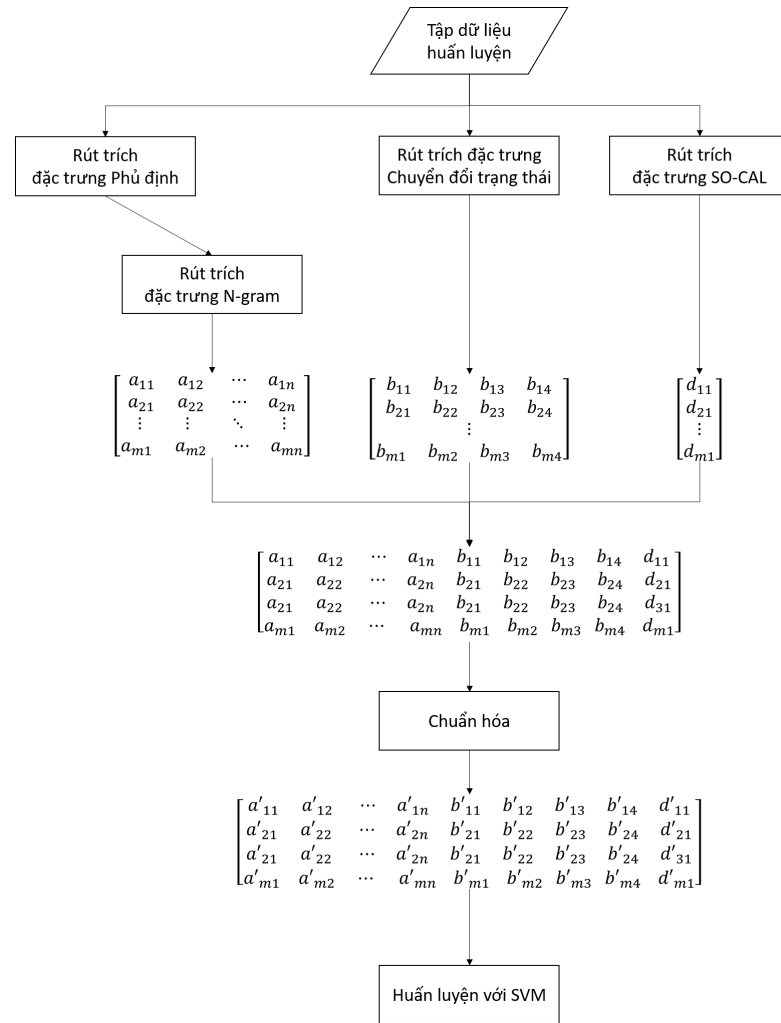 Tập dữ liệu
huấn luyện
Rút trích
đặc trưng Phủ định
Rút trích đặc trưng
Chuyển đổi trạng thái
Rút trích
đặc trưng SO-CAL
Rút trích
đặc trưng N-gram
a₁₁ a₁₂ ⋯ a₁ₙ
a₂₁ a₂₂ ⋯ a₂ₙ
⋮ ⋮ ⋱ ⋮
aₘ₁ aₘ₂ ⋯ aₘₙ
b₁₁ b₁₂ b₁₃ b₁₄
b₂₁ b₂₂ b₂₃ b₂₄
⋮
bₘ₁ bₘ₂ bₘ₃ bₘ₄
d₁₁
d₂₁
⋮
dₘ₁
a₁₁ a₁₂ ⋯ a₁ₙ b₁₁ b₁₂ b₁₃ b₁₄ d₁₁
a₂₁ a₂₂ ⋯ a₂ₙ b₂₁ b₂₂ b₂₃ b₂₄ d₂₁
a₂₁ a₂₂ ⋯ a₂ₙ b₂₁ b₂₂ b₂₃ b₂₄ d₃₁
aₘ₁ aₘ₂ ⋯ aₘₙ bₘ₁ bₘ₂ bₘ₃ bₘ₄ dₘ₁
Chuẩn hóa
a′₁₁ a′₁₂ ⋯ a′₁ₙ b′₁₁ b′₁₂ b′₁₃ b′₁₄ d′₁₁
a′₂₁ a′₂₂ ⋯ a′₂ₙ b′₂₁ b′₂₂ b′₂₃ b′₂₄ d′₂₁
a′₂₁ a′₂₂ ⋯ a′₂ₙ b′₂₁ b′₂₂ b′₂₃ b′₂₄ d′₃₁
a′ₘ₁ a′ₘ₂ ⋯ a′ₘₙ b′ₘ₁ b′ₘ₂ b′ₘ₃ b′ₘ₄ d′ₘ₁
Huấn luyện với SVM